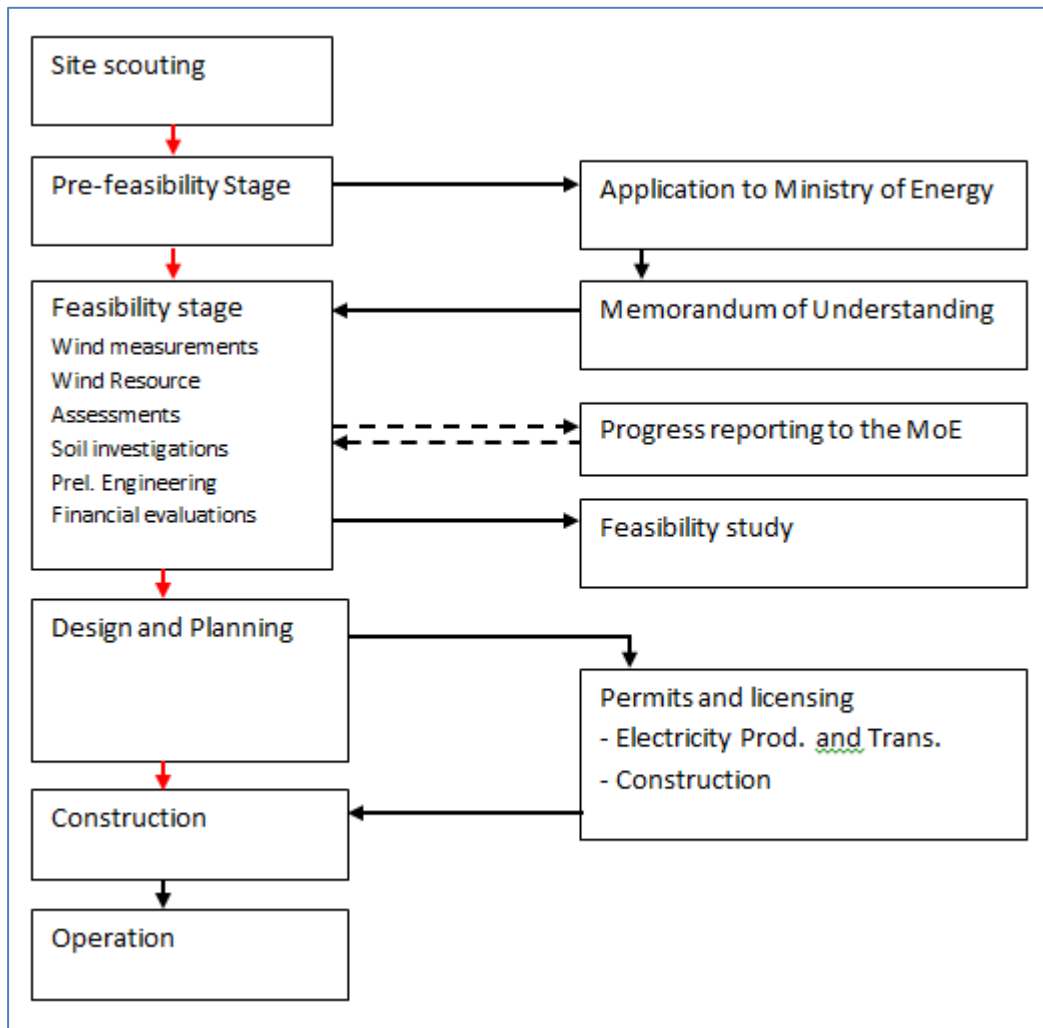 Site scouting
Pre-feasibility Stage
Application to Ministry of Energy
Feasibility stage
Wind measurements
Wind Resource
Assessments
Soil investigations
Prel. Engineering
Financial evaluations
Memorandum of Understanding
Progress reporting to the MoE
Feasibility study
Design and Planning
Permits and licensing
- Electricity Prod. and Trans.
- Construction
Construction
Operation